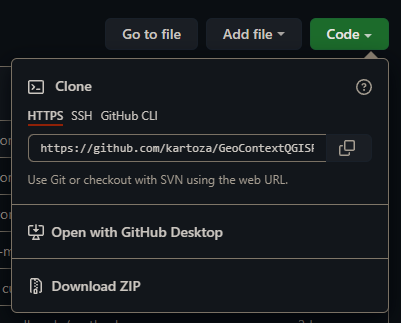 Go to file
Add file
Code
Clone
HTTPS SSH GitHub CLI
https://github.com/kartoza/GeoContextQGISP
Use Git or checkout with SVN using the web URL.
Open with GitHub Desktop
Download ZIP